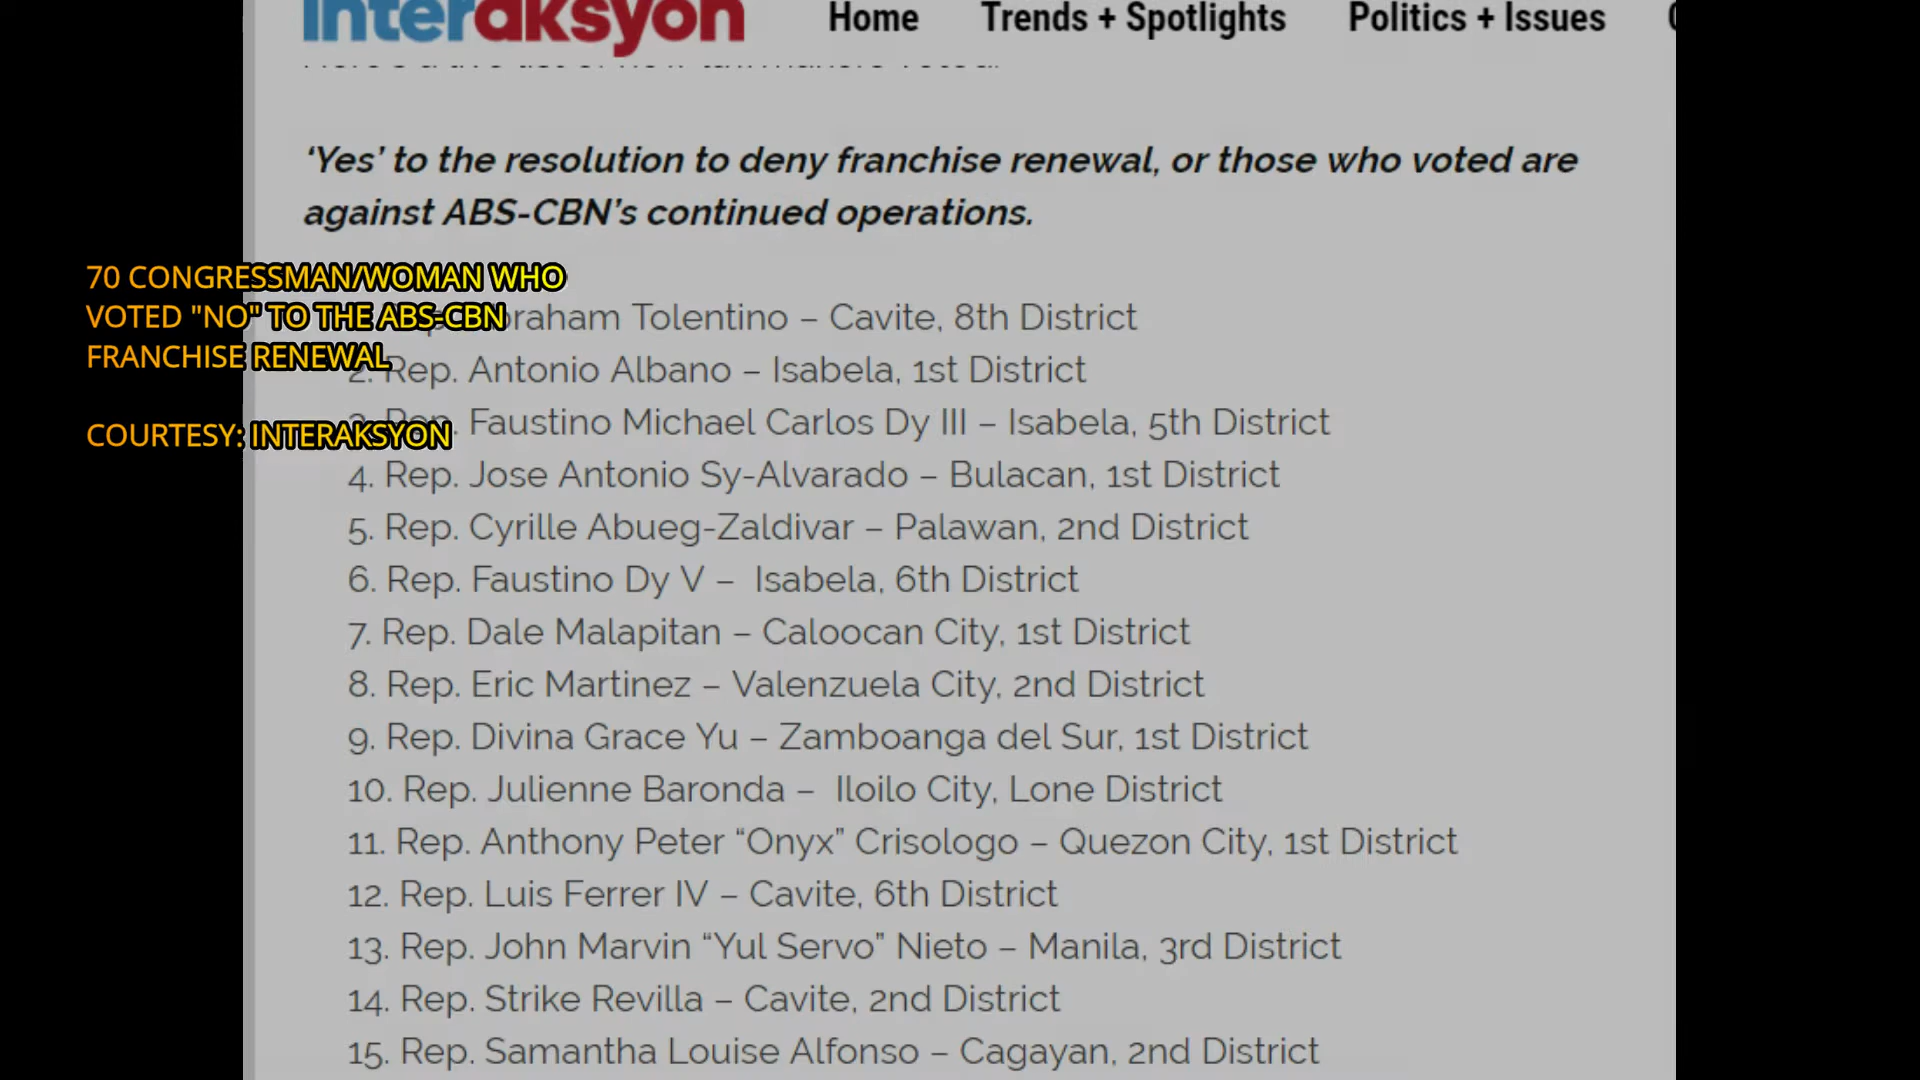 interaksyon Home Trends + Spotlights Politics + Issues
‘Yes’ to the resolution to deny franchise renewal, or those who voted are
against ABS-CBN’s continued operations.
70 CONGRESSMAN/WOMAN WHO
VOTED "NO" TO THE ABS-CBN
FRANCHISE RENEWAL
COURTESY: INTERAKSYON
Tolentino – Cavite, 8th District
2. Rep. Antonio Albano – Isabela, 1st District
3. Rep. Faustino Michael Carlos Dy III – Isabela, 5th District
4. Rep. Jose Antonio Sy-Alvarado – Bulacan, 1st District
5. Rep. Cyrille Abueg-Zaldivar – Palawan, 2nd District
6. Rep. Faustino Dy V – Isabela, 6th District
7. Rep. Dale Malapitan – Caloocan City, 1st District
8. Rep. Eric Martinez – Valenzuela City, 2nd District
9. Rep. Divina Grace Yu – Zamboanga del Sur, 1st District
10. Rep. Julienne Baronda – Iloilo City, Lone District
11. Rep. Anthony Peter “Onyx” Crisologo – Quezon City, 1st District
12. Rep. Luis Ferrer IV – Cavite, 6th District
13. Rep. John Marvin “Yul Servo” Nieto – Manila, 3rd District
14. Rep. Strike Revilla – Cavite, 2nd District
15. Rep. Samantha Louise Alfonso – Cagayan, 2nd District